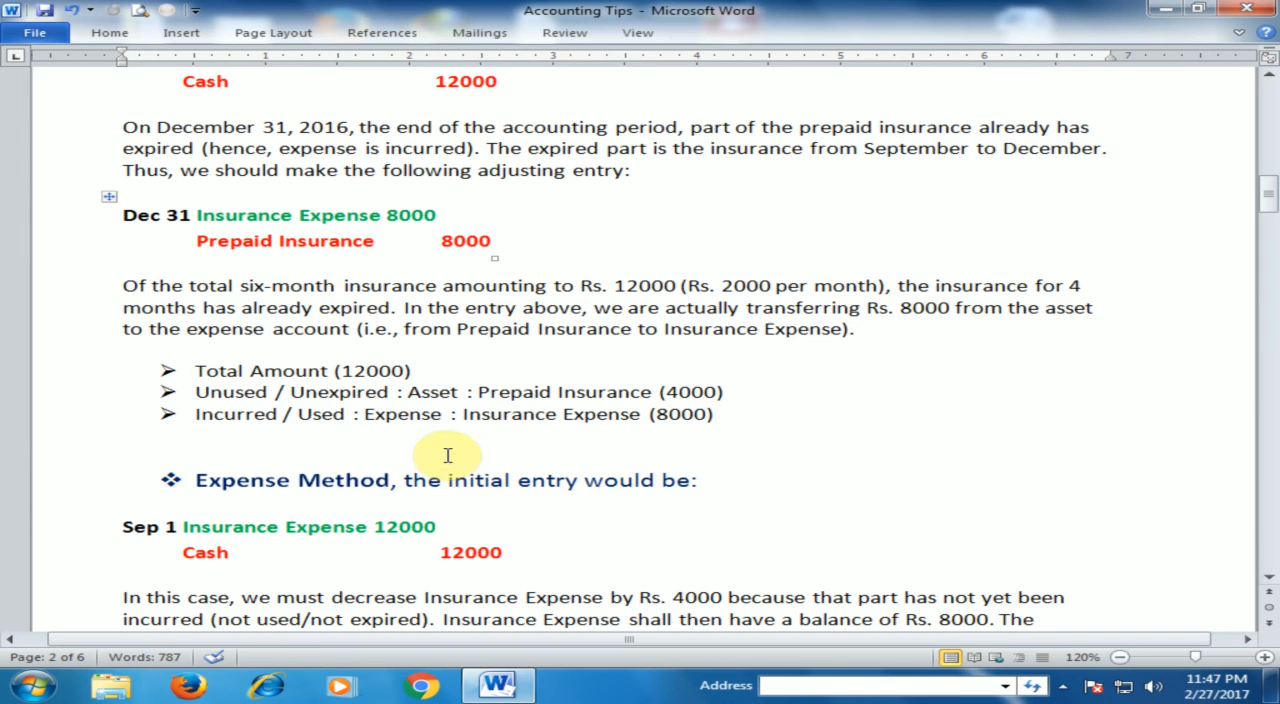 Accounting Tips - Microsoft Word
File Home Insert Page Layout References Mailings Review View
1 2 3 4 5 6 7
Cash 12000
On December 31, 2016, the end of the accounting period, part of the prepaid insurance already has
expired (hence, expense is incurred). The expired part is the insurance from September to December.
Thus, we should make the following adjusting entry:
Dec 31 Insurance Expense 8000
Prepaid Insurance 8000
Of the total six-month insurance amounting to Rs. 12000 (Rs. 2000 per month), the insurance for 4
months has already expired. In the entry above, we are actually transferring Rs. 8000 from the asset
to the expense account (i.e., from Prepaid Insurance to Insurance Expense).
➢ Total Amount (12000)
➢ Unused / Unexpired : Asset : Prepaid Insurance (4000)
➢ Incurred / Used : Expense : Insurance Expense (8000)
❖ Expense Method, the initial entry would be:
Sep 1 Insurance Expense 12000
Cash 12000
In this case, we must decrease Insurance Expense by Rs. 4000 because that part has not yet been
incurred (not used/not expired). Insurance Expense shall then have a balance of Rs. 8000. The
Page: 2 of 6 Words: 787 120%
Address
11:47 PM
2/27/2017